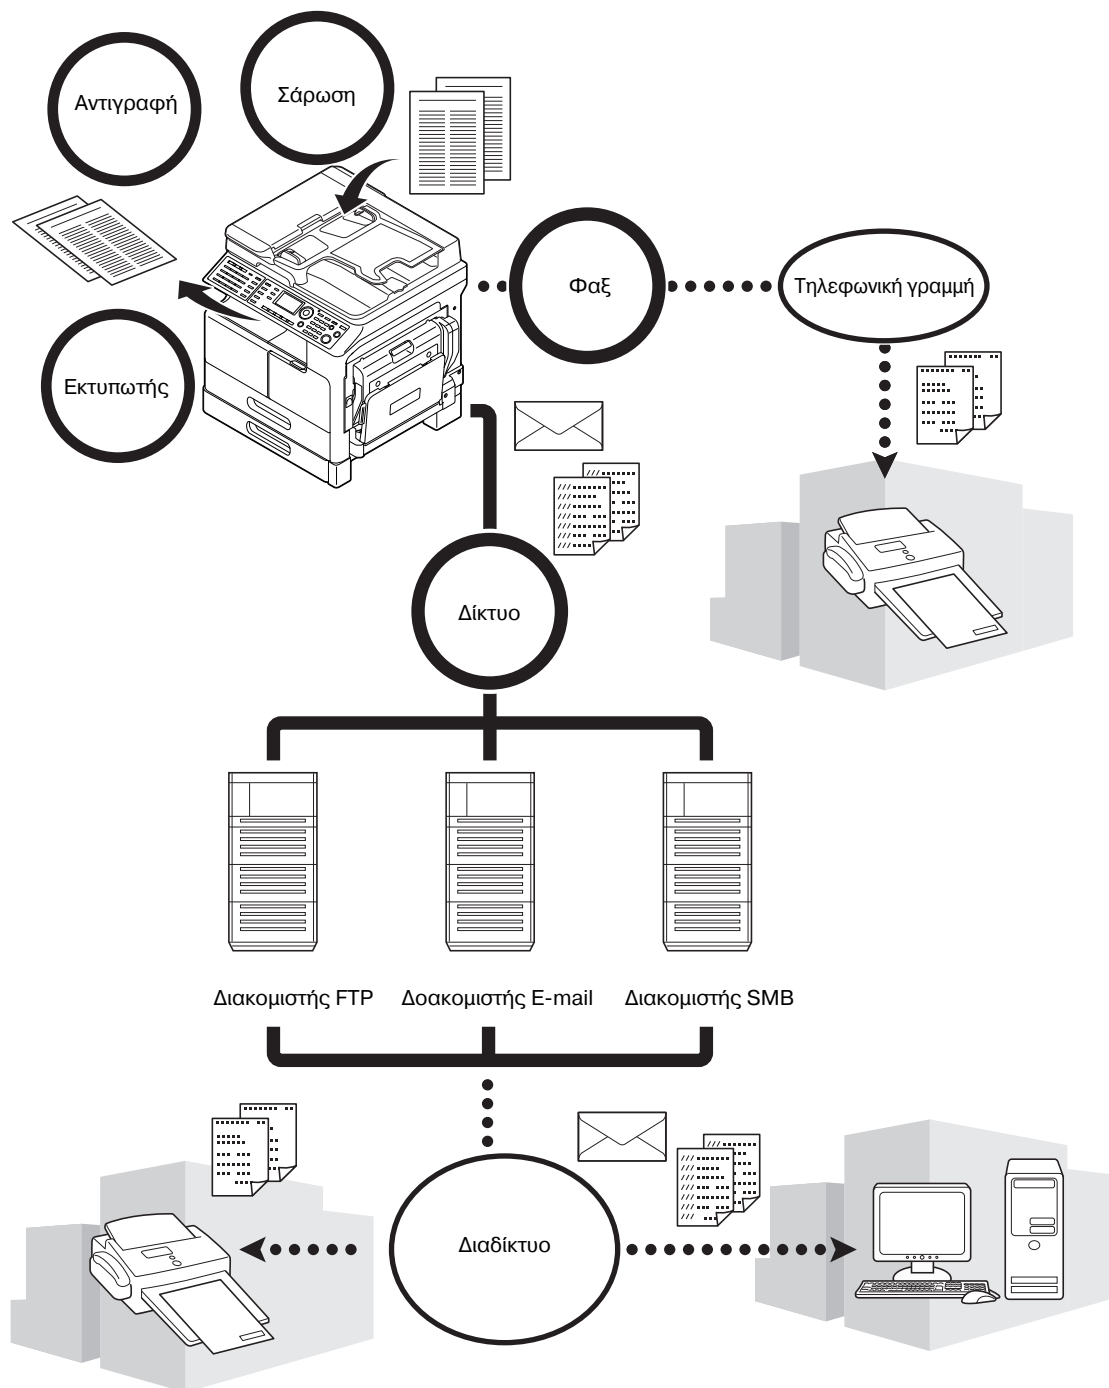 Σάρωση
Αντιγραφή
Φαξ
Τηλεφωνική γραμμή
Εκτυπωτής
Δίκτυο
Διακομιστής FTP
Δοακομιστής E-mail
Διακομιστής SMB
Διαδίκτυο